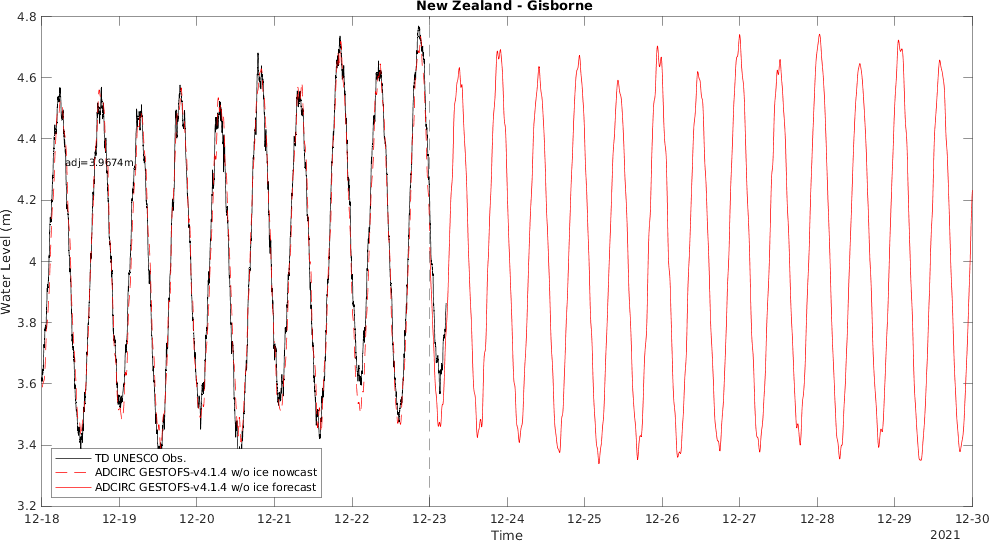 New Zealand - Gisborne
4.8
4.6
4.4
4.2
4
3.8
3.6
3.4
3.2
Water Level (m)
adj=3.9674m
TD UNESCO Obs.
ADCIRC GESTOFS-v4.1.4 w/o ice nowcast
ADCIRC GESTOFS-v4.1.4 w/o ice forecast
12-18 12-19 12-20 12-21 12-22 12-23 12-24 12-25 12-26 12-27 12-28 12-29 12-30
Time
2021